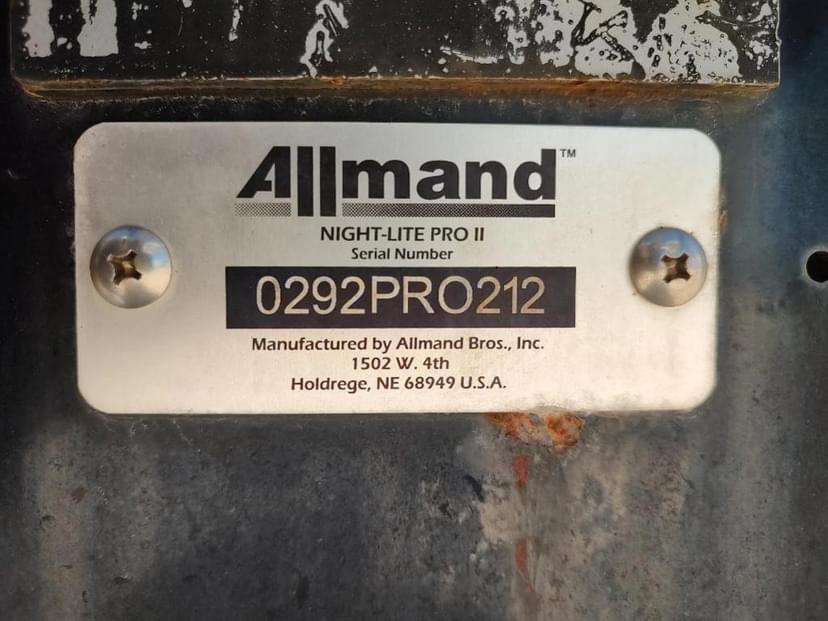 Allmand™
NIGHT-LITE PRO II
Serial Number
0292PRO212
Manufactured by Allmand Bros., Inc.
1502 W. 4th
Holdrege, NE 68949 U.S.A.